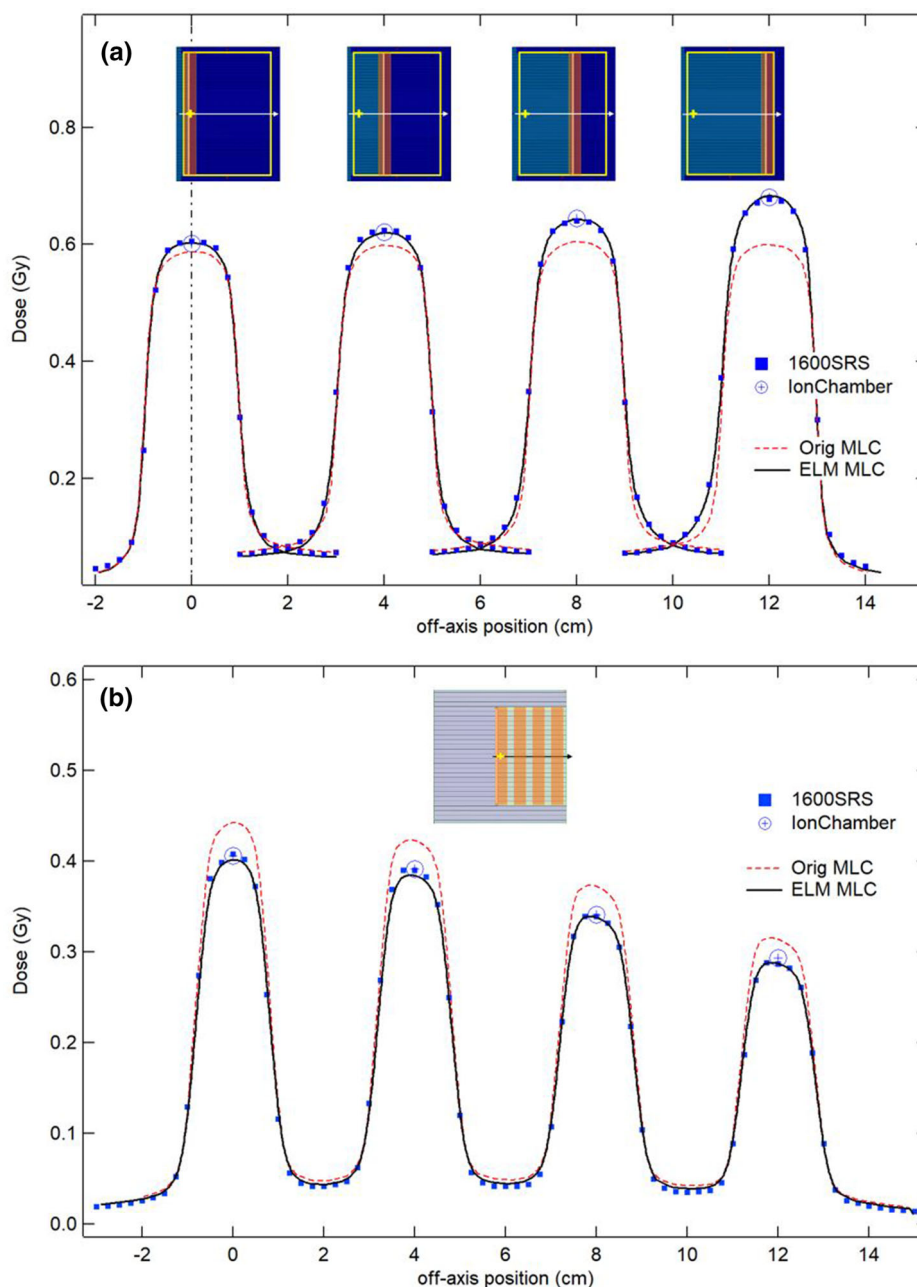 (a)
Dose (Gy)
0.8
0.6
0.4
0.2
1600SRS
IonChamber
Orig MLC
ELM MLC
-2 0 2 4 6 8 10 12 14
off-axis position (cm)
(b)
Dose (Gy)
0.6
0.5
0.4
0.3
0.2
0.1
0.0
1600SRS
IonChamber
Orig MLC
ELM MLC
-2 0 2 4 6 8 10 12 14
off-axis position (cm)